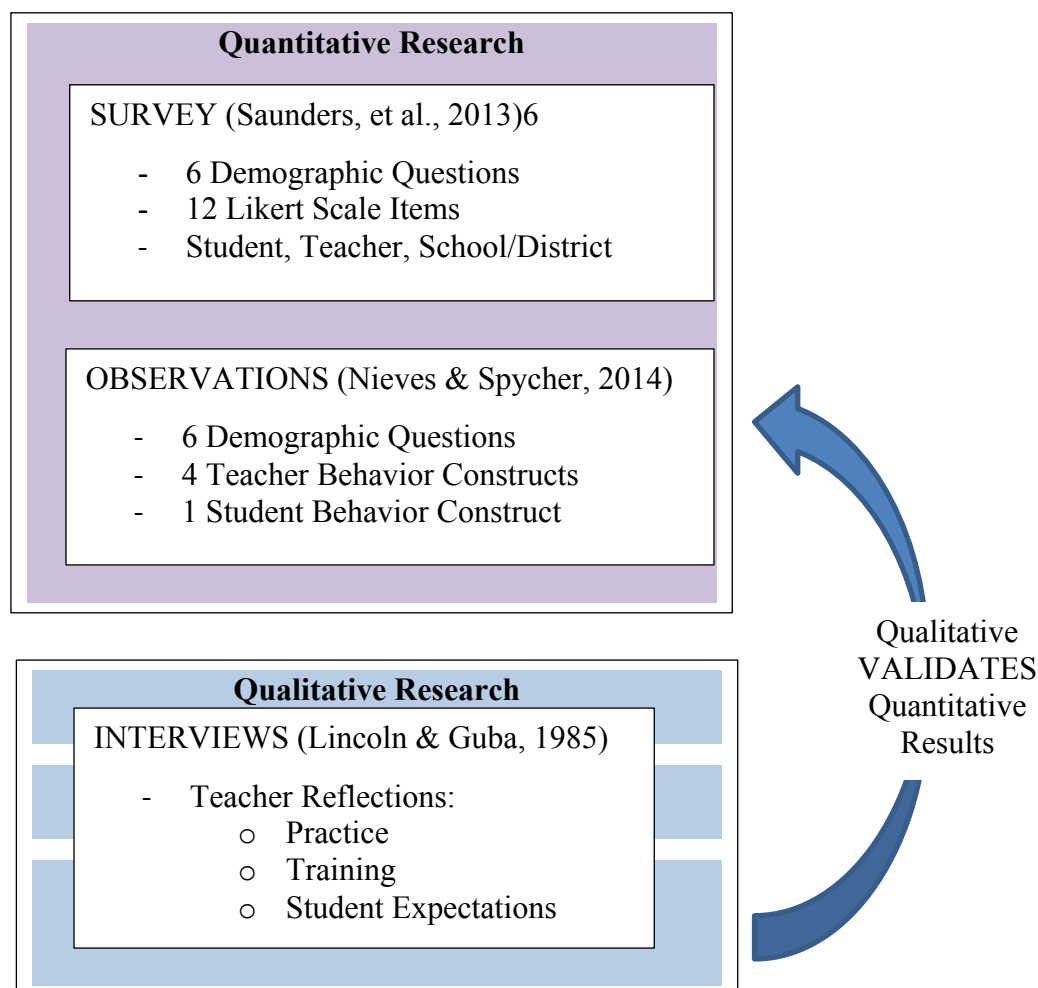 Quantitative Research
SURVEY (Saunders, et al., 2013)6
- 6 Demographic Questions
- 12 Likert Scale Items
- Student, Teacher, School/District
OBSERVATIONS (Nieves & Spycher, 2014)
- 6 Demographic Questions
- 4 Teacher Behavior Constructs
- 1 Student Behavior Construct
Qualitative
VALIDATES
Quantitative
Results
Qualitative Research
INTERVIEWS (Lincoln & Guba, 1985)
- Teacher Reflections:
o Practice
o Training
o Student Expectations